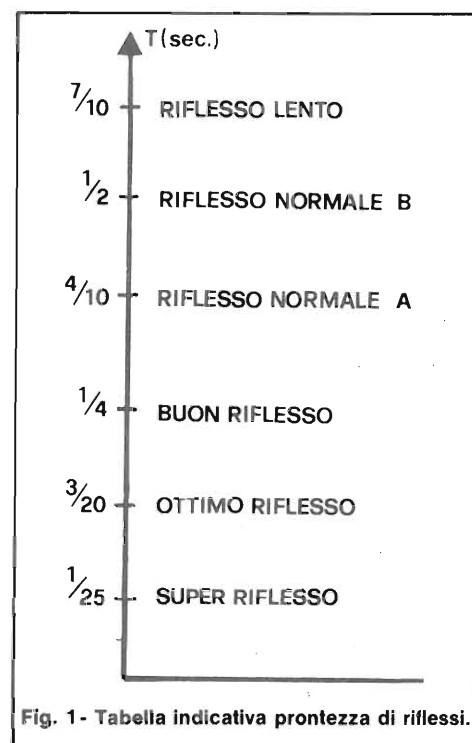 T (sec.)
7/10 RIFLESSO LENTO
1/2 RIFLESSO NORMALE B
4/10 RIFLESSO NORMALE A
1/4 BUON RIFLESSO
3/20 OTTIMO RIFLESSO
1/25 SUPER RIFLESSO
Fig. 1 - Tabella indicativa prontezza di riflessi.